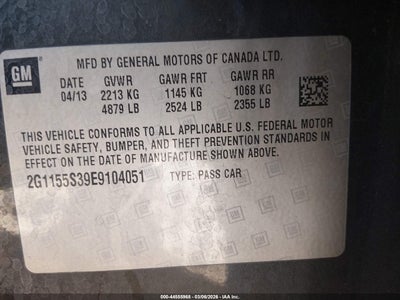 GM
MFD BY GENERAL MOTORS OF CANADA LTD.
DATE GVWR GAWR FRT GAWR RR
04/13 2213 KG 1145 KG 1068 KG
4879 LB 2524 LB 2355 LB
THIS VEHICLE CONFORMS TO ALL APPLICABLE U.S. FEDERAL MOTOR
VEHICLE SAFETY, BUMPER, AND THEFT PREVENTION STANDARDS IN
EFFECT ON THE DATE OF MANUFACTURE SHOWN ABOVE.
2G1155S39E9104051 TYPE: PASS CAR
000-44555968 - 03/06/2026 - IAA